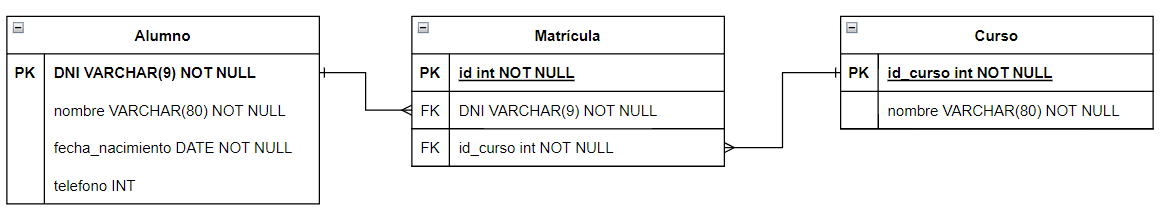 Alumno
PK DNI VARCHAR(9) NOT NULL
nombre VARCHAR(80) NOT NULL
fecha_nacimiento DATE NOT NULL
telefono INT
Matrícula
PK id int NOT NULL
FK DNI VARCHAR(9) NOT NULL
FK id_curso int NOT NULL
Curso
PK id_curso int NOT NULL
nombre VARCHAR(80) NOT NULL